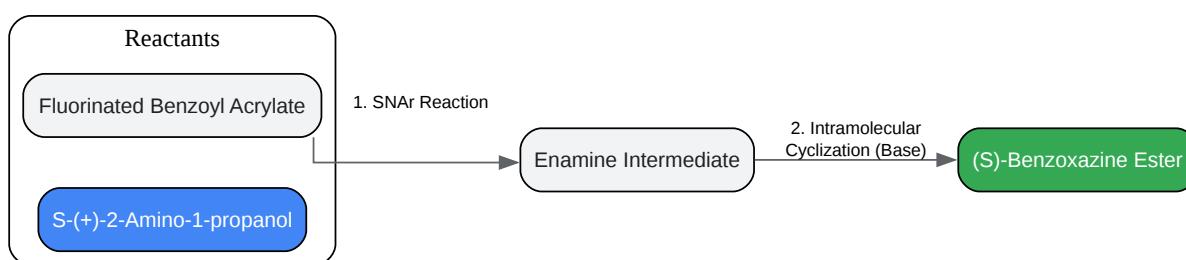 Reactants
Fluorinated Benzoyl Acrylate
S-(+)-2-Amino-1-propanol
1. SNAr Reaction
Enamine Intermediate
2. Intramolecular
Cyclization (Base)
(S)-Benzoxazine Ester